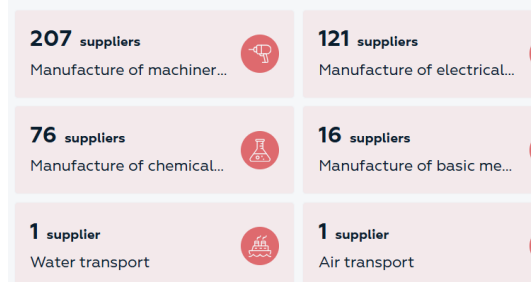 207 suppliers
Manufacture of machiner...
121 suppliers
Manufacture of electrical...
76 suppliers
Manufacture of chemical...
16 suppliers
Manufacture of basic me...
1 supplier
Water transport
1 supplier
Air transport